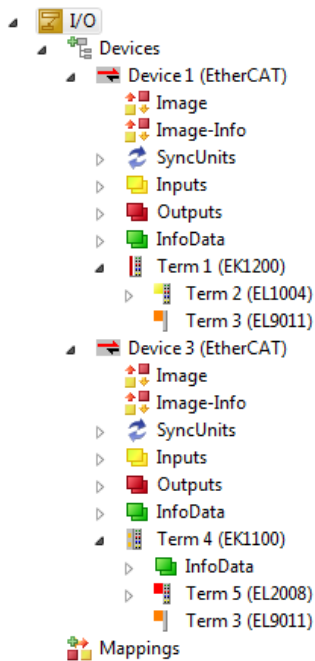 I/O
Devices
Device 1 (EtherCAT)
Image
Image-Info
SyncUnits
Inputs
Outputs
InfoData
Term 1 (EK1200)
Term 2 (EL1004)
Term 3 (EL9011)
Device 3 (EtherCAT)
Image
Image-Info
SyncUnits
Inputs
Outputs
InfoData
Term 4 (EK1100)
InfoData
Term 5 (EL2008)
Term 3 (EL9011)
Mappings